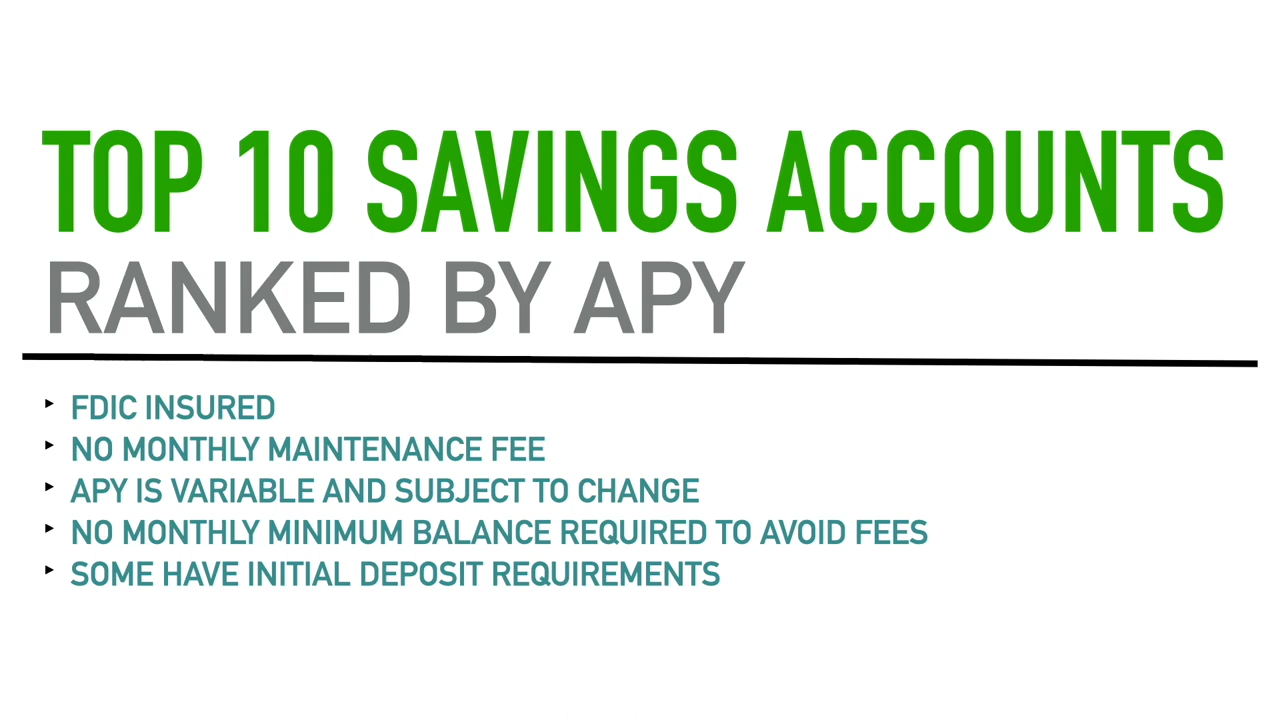 TOP 10 SAVINGS ACCOUNTS
RANKED BY APY
‣ FDIC INSURED
‣ NO MONTHLY MAINTENANCE FEE
‣ APY IS VARIABLE AND SUBJECT TO CHANGE
‣ NO MONTHLY MINIMUM BALANCE REQUIRED TO AVOID FEES
‣ SOME HAVE INITIAL DEPOSIT REQUIREMENTS